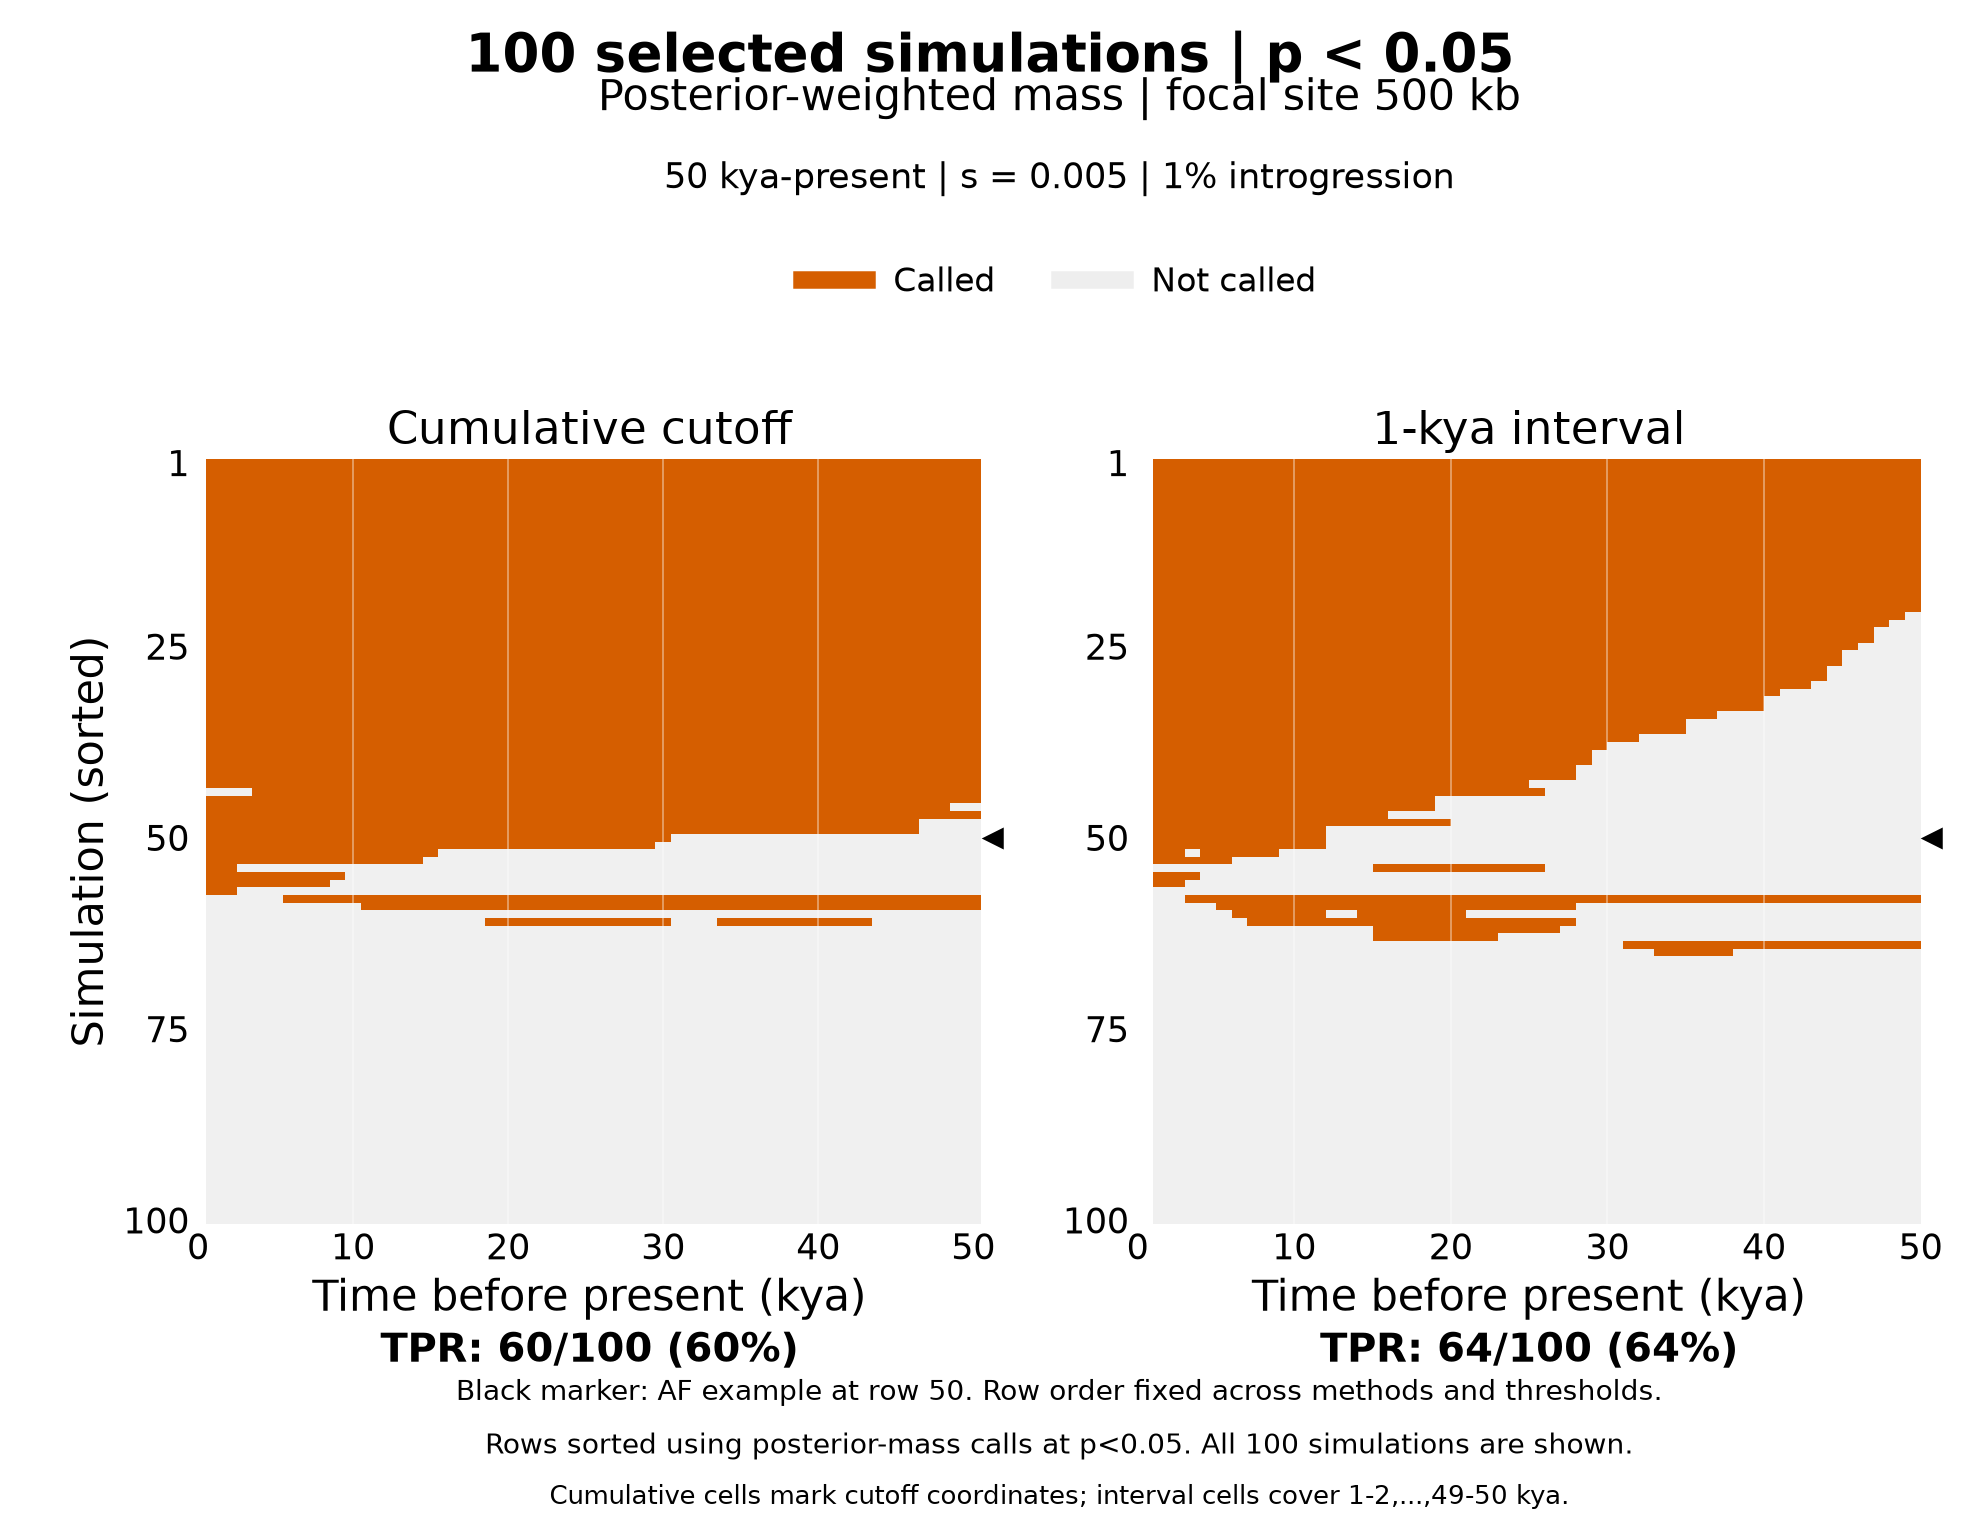 100 selected simulations | p < 0.05
Posterior-weighted mass | focal site 500 kb
50 kya-present | s = 0.005 | 1% introgression
Called
Not called
Cumulative cutoff
1-kya interval
Simulation (sorted)
1
25
50
75
100
0 10 20 30 40 50
1
25
50
75
100
0 10 20 30 40 50
Time before present (kya)
Time before present (kya)
TPR: 60/100 (60%)
TPR: 64/100 (64%)
Black marker: AF example at row 50. Row order fixed across methods and thresholds.
Rows sorted using posterior-mass calls at p<0.05. All 100 simulations are shown.
Cumulative cells mark cutoff coordinates; interval cells cover 1-2,...,49-50 kya.